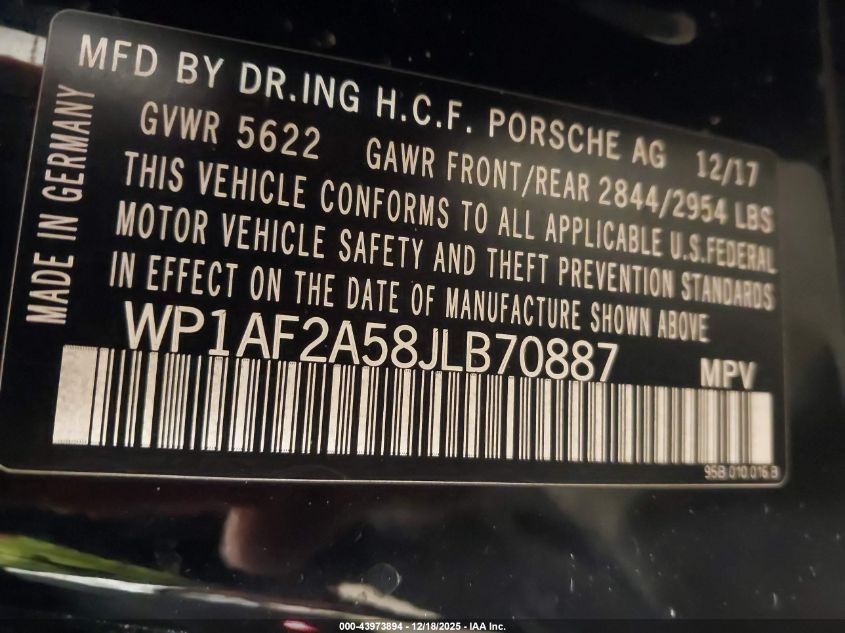 MFD BY DR.ING H.C.F. PORSCHE AG 12/17
GVWR 5622 GAWR FRONT/REAR 2844/2954 LBS
THIS VEHICLE CONFORMS TO ALL APPLICABLE U.S.FEDERAL
MOTOR VEHICLE SAFETY AND THEFT PREVENTION STANDARDS
IN EFFECT ON THE DATE OF MANUFACTURE SHOWN ABOVE
MADE IN GERMANY
WP1AF2A58JLB70887 MPV
95B.010.016.B
000-43973894 - 12/18/2025 - IAA Inc.